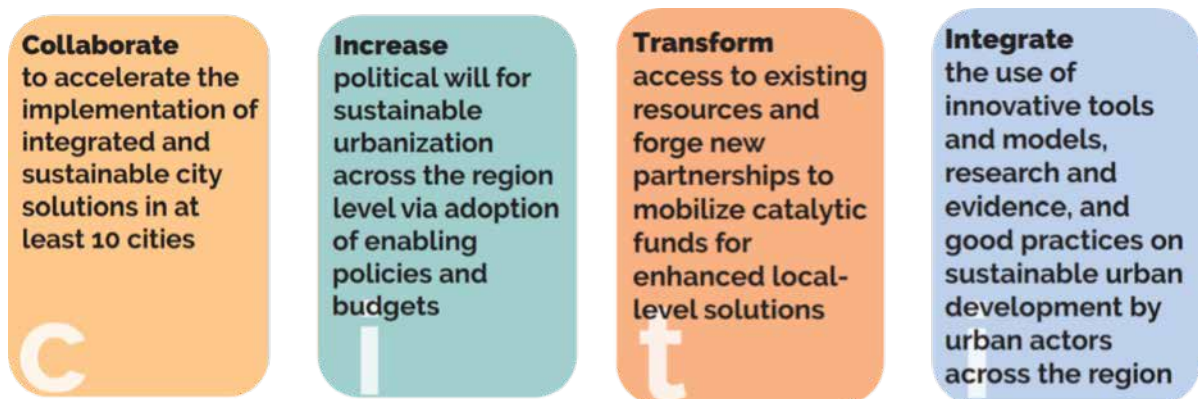 Collaborate
to accelerate the
implementation of
integrated and
sustainable city
solutions in at
least 10 cities
c
Increase
political will for
sustainable
urbanization
across the region
level via adoption
of enabling
policies and
budgets
i
Transform
access to existing
resources and
forge new
partnerships to
mobilize catalytic
funds for
enhanced local-
level solutions
t
Integrate
the use of
innovative tools
and models,
research and
evidence, and
good practices on
sustainable urban
development by
urban actors
across the region
i